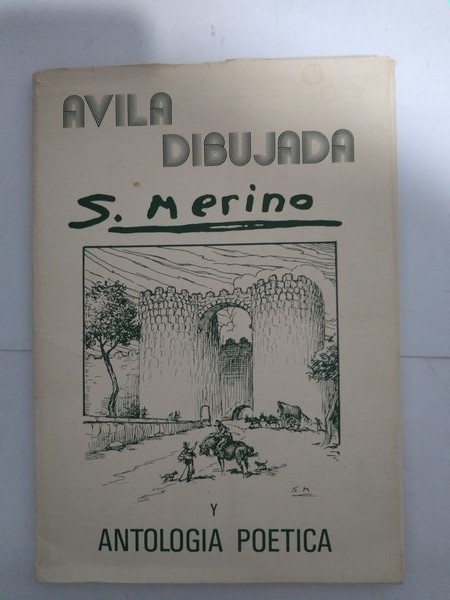 AVILA
DIBUJADA
S. Merino
S. M
Y
ANTOLOGIA POETICA